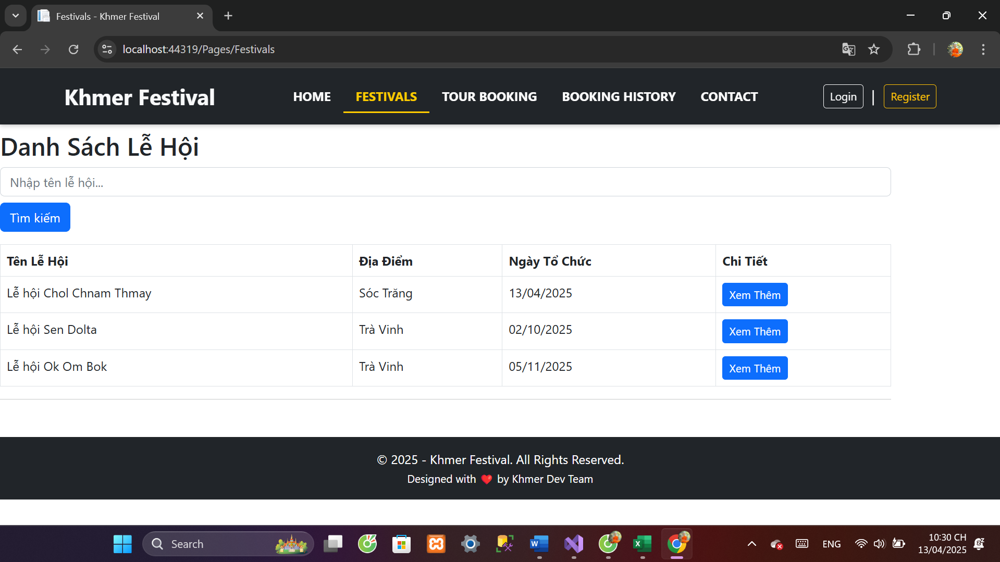 Festivals - Khmer Festival
localhost:44319/Pages/Festivals
Khmer Festival
HOME
FESTIVALS
TOUR BOOKING
BOOKING HISTORY
CONTACT
Login
|
Register
Danh Sách Lễ Hội
Nhập tên lễ hội...
Tìm kiếm
Tên Lễ Hội
Địa Điểm
Ngày Tổ Chức
Chi Tiết
Lễ hội Chol Chnam Thmay
Sóc Trăng
13/04/2025
Xem Thêm
Lễ hội Sen Dolta
Trà Vinh
02/10/2025
Xem Thêm
Lễ hội Ok Om Bok
Trà Vinh
05/11/2025
Xem Thêm
© 2025 - Khmer Festival. All Rights Reserved.
Designed with ❤️ by Khmer Dev Team
Search
ENG
10:30 CH
13/04/2025